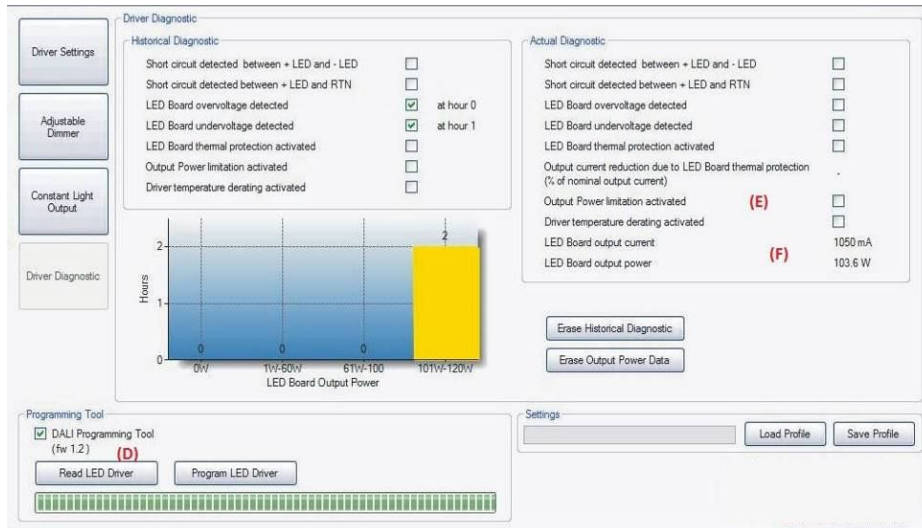 Driver Settings
Adjustable
Dimmer
Constant Light
Output
Driver Diagnostic
Driver Diagnostic
Historical Diagnostic
Short circuit detected between + LED and - LED
Short circuit detected between + LED and RTN
LED Board overvoltage detected at hour 0
LED Board undervoltage detected at hour 1
LED Board thermal protection activated
Output Power limitation activated
Driver temperature derating activated
Actual Diagnostic
Short circuit detected between + LED and - LED
Short circuit detected between + LED and RTN
LED Board overvoltage detected
LED Board undervoltage detected
LED Board thermal protection activated
Output current reduction due to LED Board thermal protection
(% of nominal output current) -
Output Power limitation activated (E)
Driver temperature derating activated
LED Board output current 1050 mA
(F)
LED Board output power 103.6 W
Hours
2
1
0
0
0
0
2
0W 1W-60W 61W-100 101W-120W
LED Board Output Power
Erase Historical Diagnostic
Erase Output Power Data
Programming Tool
DALI Programming Tool
(fw 1.2) (D)
Read LED Driver Program LED Driver
Settings
Load Profile Save Profile